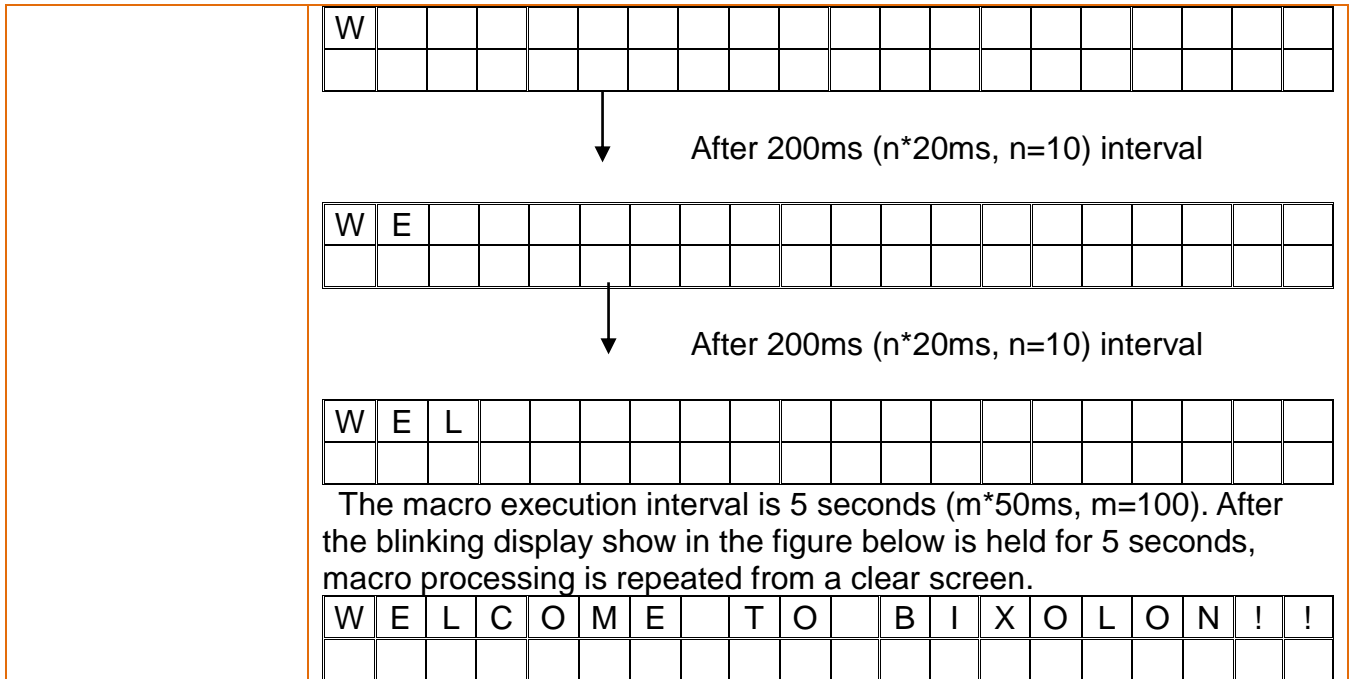 W
After 200ms (n*20ms, n=10) interval
W E
After 200ms (n*20ms, n=10) interval
W E L
The macro execution interval is 5 seconds (m*50ms, m=100). After
the blinking display show in the figure below is held for 5 seconds,
macro processing is repeated from a clear screen.
W E L C O M E T O B I X O L O N ! !